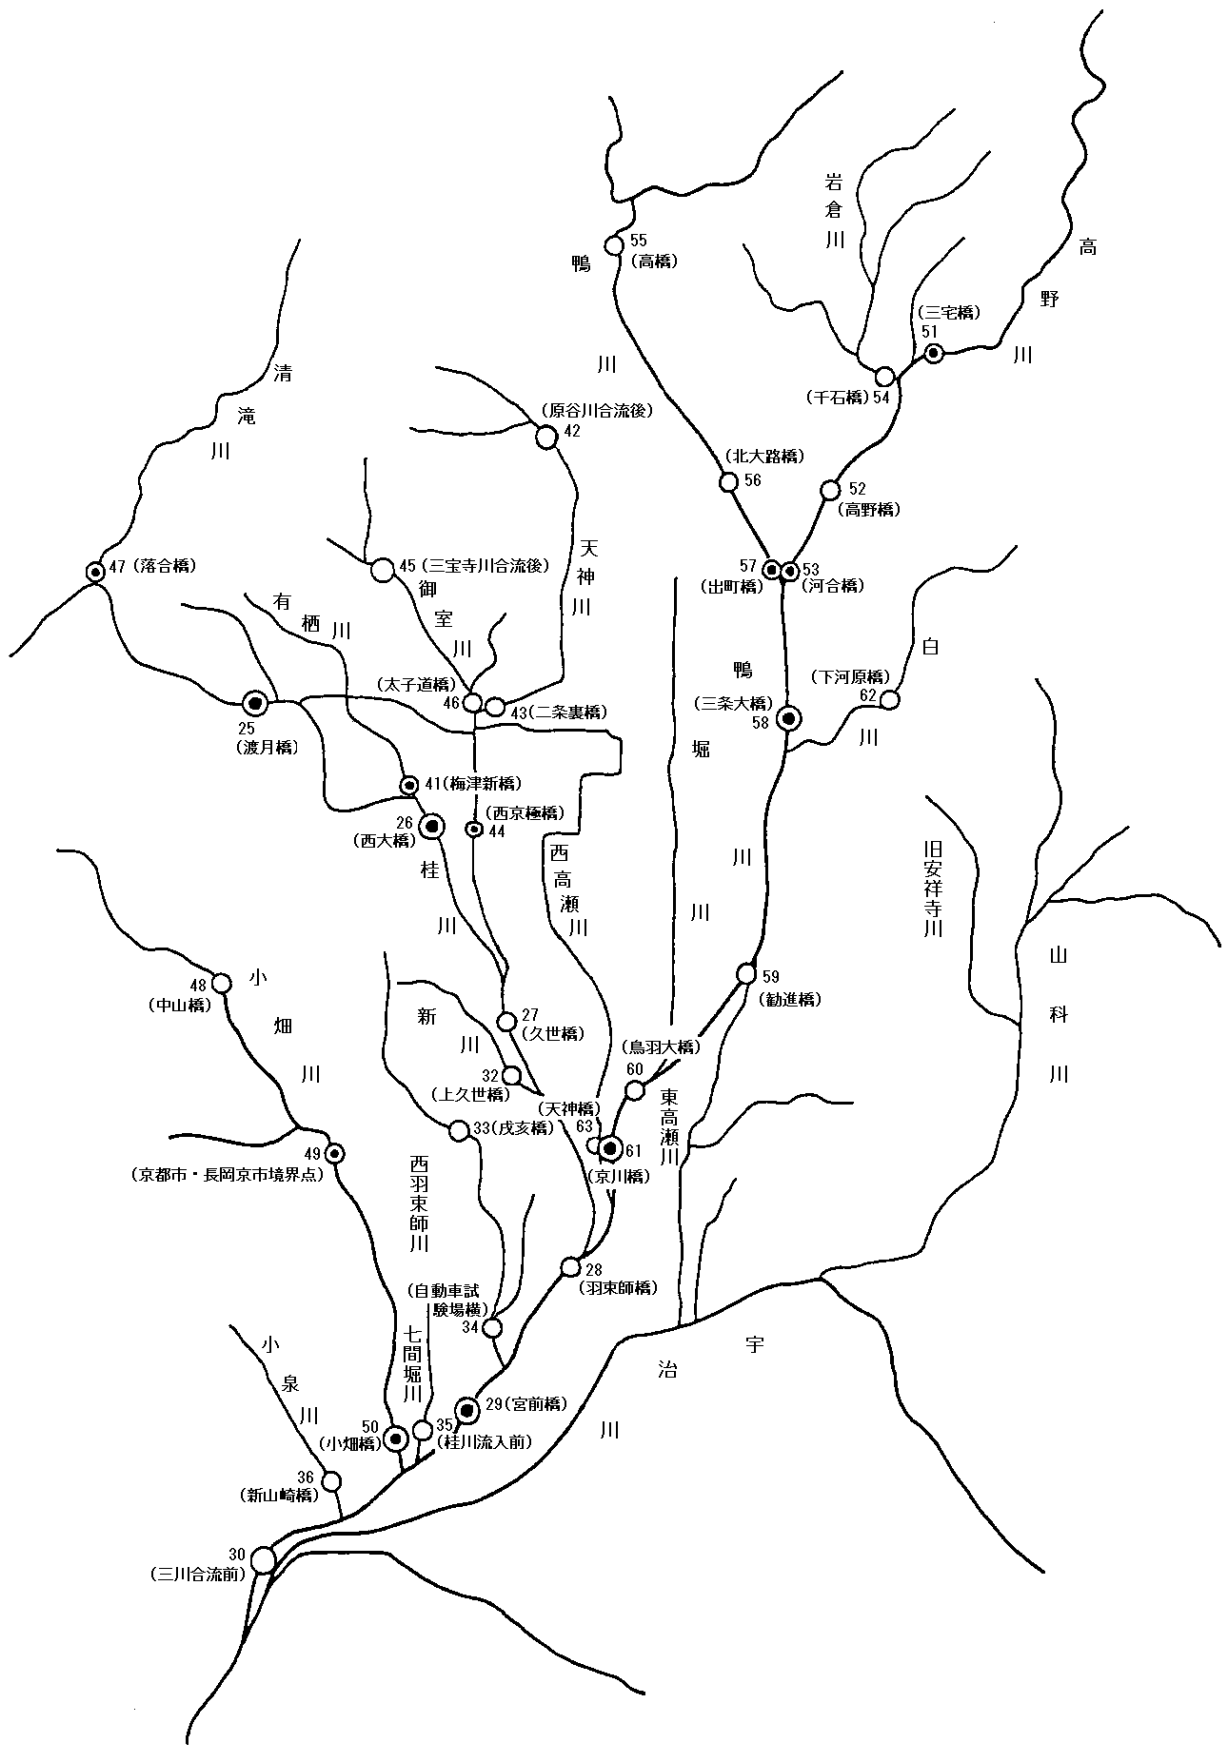 岩倉川
高野川
鴨川
55
(高橋)
(三宅橋)
51
(千石橋) 54
清滝川
(原谷川合流後)
42
(北大路橋)
56
52
(高野橋)
47 (落合橋)
45 (三宝寺川合流後)
天神川
57
(出町橋)
53
(河合橋)
有栖川
御室川
鴨川
白川
(下河原橋)
62
(太子道橋)
46
43(二条裏橋)
(三条大橋)
58
25
(渡月橋)
堀川
41(梅津新橋)
26
(西大橋)
(西京極橋)
44
桂川
西高瀬川
旧安祥寺川
山科川
48
(中山橋)
小畑川
59
(勧進橋)
新川
27
(久世橋)
32
(上久世橋)
(鳥羽大橋)
60
東高瀬川
(天神橋)
63
61
(京川橋)
33(戌亥橋)
49
(京都市・長岡京市境界点)
西羽束師川
28
(羽束師橋)
(自動車試
験場横)
34
七間堀川
小泉川
宇治川
29(宮前橋)
50
(小畑橋)
35
(桂川流入前)
36
(新山崎橋)
30
(三川合流前)